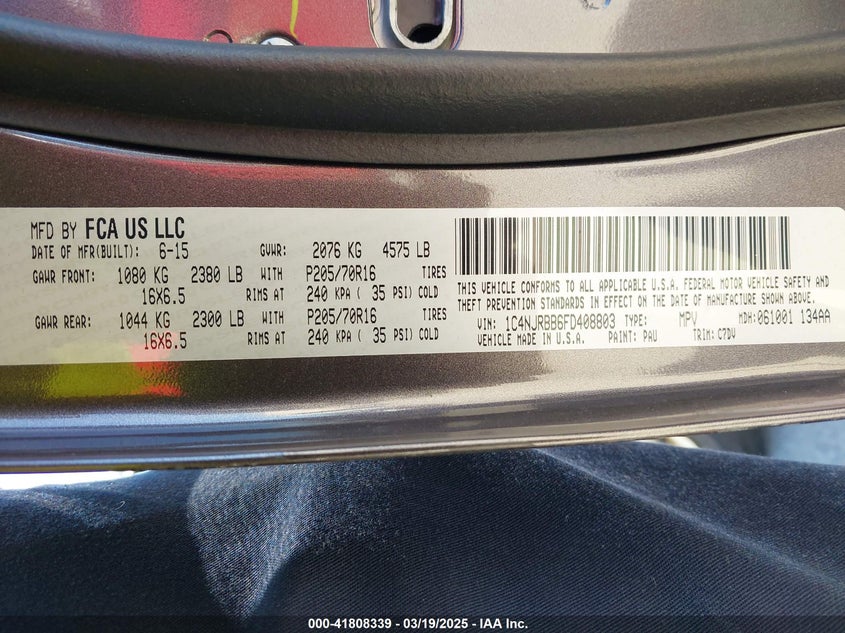 MFD BY FCA US LLC
DATE OF MFR(BUILT): 6-15 GVWR: 2076 KG 4575 LB
GAWR FRONT: 1080 KG 2380 LB WITH P205/70R16 TIRES
16X6.5 RIMS AT 240 KPA ( 35 PSI) COLD
GAWR REAR: 1044 KG 2300 LB WITH P205/70R16 TIRES
16X6.5 RIMS AT 240 KPA ( 35 PSI) COLD
THIS VEHICLE CONFORMS TO ALL APPLICABLE U.S.A. FEDERAL MOTOR VEHICLE SAFETY AND
THEFT PREVENTION STANDARDS IN EFFECT ON THE DATE OF MANUFACTURE SHOWN ABOVE.
VIN: 1C4NJRBB6FD408803 TYPE: MPV MDH: 061001 134AA
VEHICLE MADE IN U.S.A. PAINT: PAU TRIM: C7DV
000-41808339 - 03/19/2025 - IAA Inc.